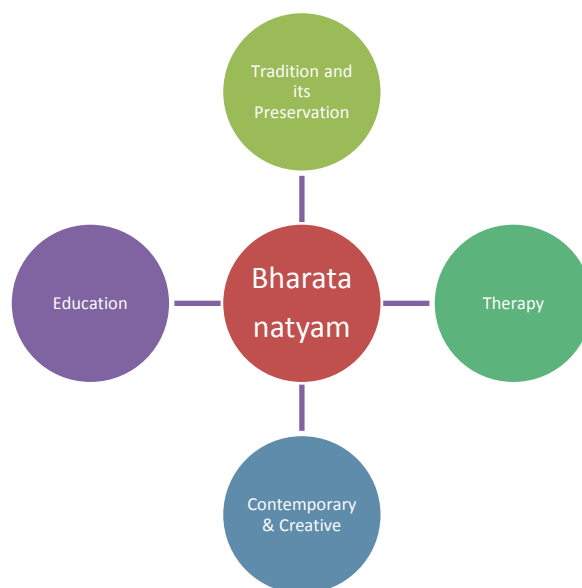 Tradition and
its
Preservation
Education
Bharata
natyam
Therapy
Contemporary
& Creative